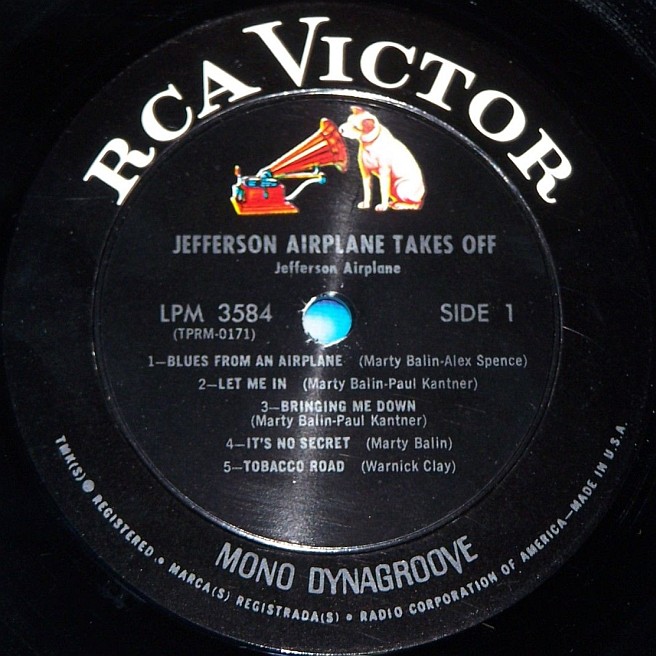 RCA VICTOR
JEFFERSON AIRPLANE TAKES OFF
Jefferson Airplane
LPM 3584 SIDE 1
(TPRM-0171)
1—BLUES FROM AN AIRPLANE (Marty Balin-Alex Spence)
2—LET ME IN (Marty Balin-Paul Kantner)
3—BRINGING ME DOWN
(Marty Balin-Paul Kantner)
4—IT'S NO SECRET (Marty Balin)
5—TOBACCO ROAD (Warnick Clay)
MONO DYNAGROOVE
TMK(S) ® REGISTERED • MARCA(S) REGISTRADA(S) • RADIO CORPORATION OF AMERICA—MADE IN U.S.A.